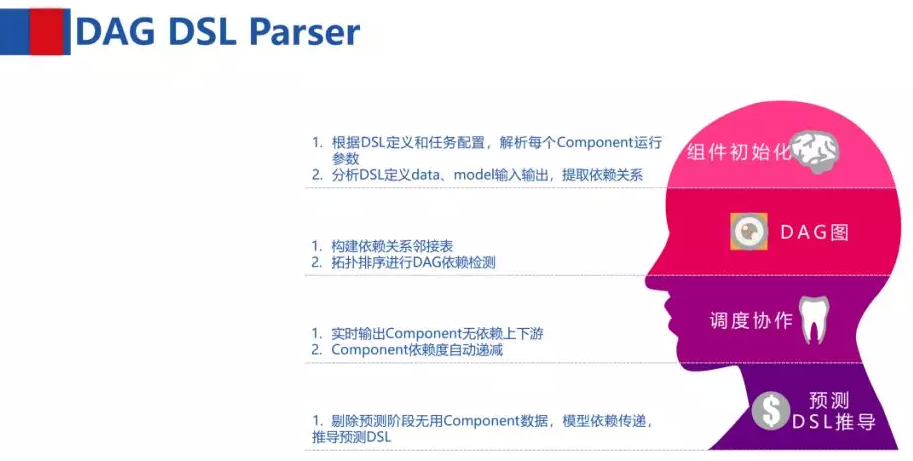 DAG DSL Parser
1. 根据DSL定义和任务配置，解析每个Component运行
参数
2. 分析DSL定义data、model输入输出，提取依赖关系
组件初始化
1. 构建依赖关系邻接表
2. 拓扑排序进行DAG依赖检测
DAG图
1. 实时输出Component无依赖上下游
2. Component依赖度自动递减
调度协作
1. 剔除预测阶段无用Component数据，模型依赖传递，
推导预测DSL
$
预测
DSL推导